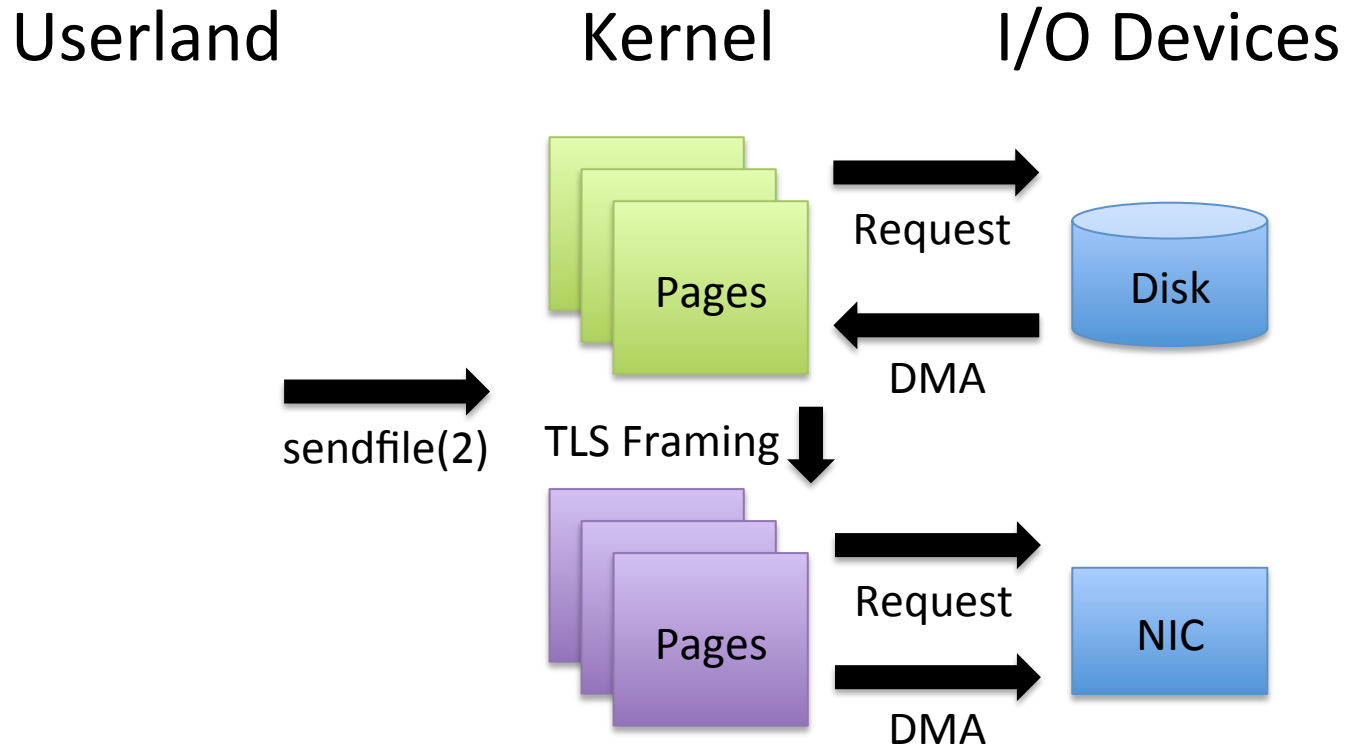 Userland
Kernel
I/O Devices
Request
Pages
Disk
DMA
sendfile(2)
TLS Framing
Request
Pages
NIC
DMA